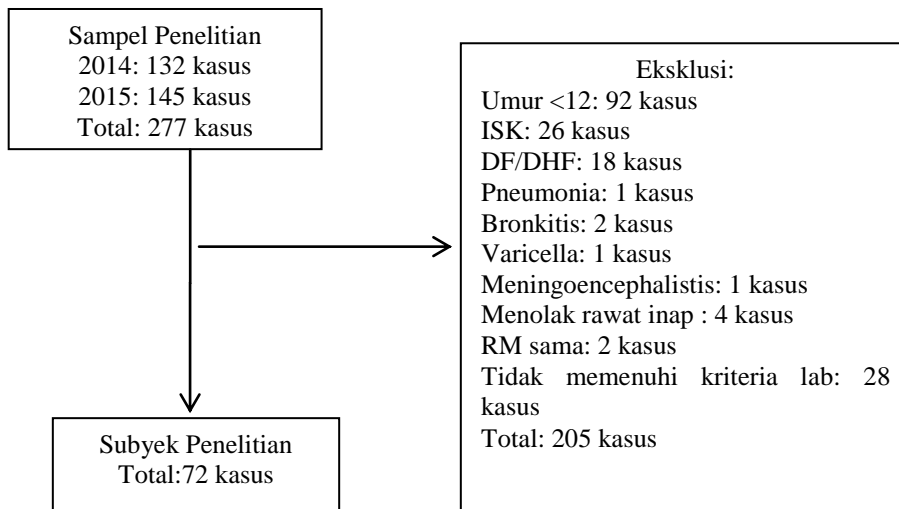 Sampel Penelitian
2014: 132 kasus
2015: 145 kasus
Total: 277 kasus
Eksklusi:
Umur <12: 92 kasus
ISK: 26 kasus
DF/DHF: 18 kasus
Pneumonia: 1 kasus
Bronkitis: 2 kasus
Varicella: 1 kasus
Meningoencephalistis: 1 kasus
Menolak rawat inap : 4 kasus
RM sama: 2 kasus
Tidak memenuhi kriteria lab: 28
kasus
Total: 205 kasus
Subyek Penelitian
Total:72 kasus